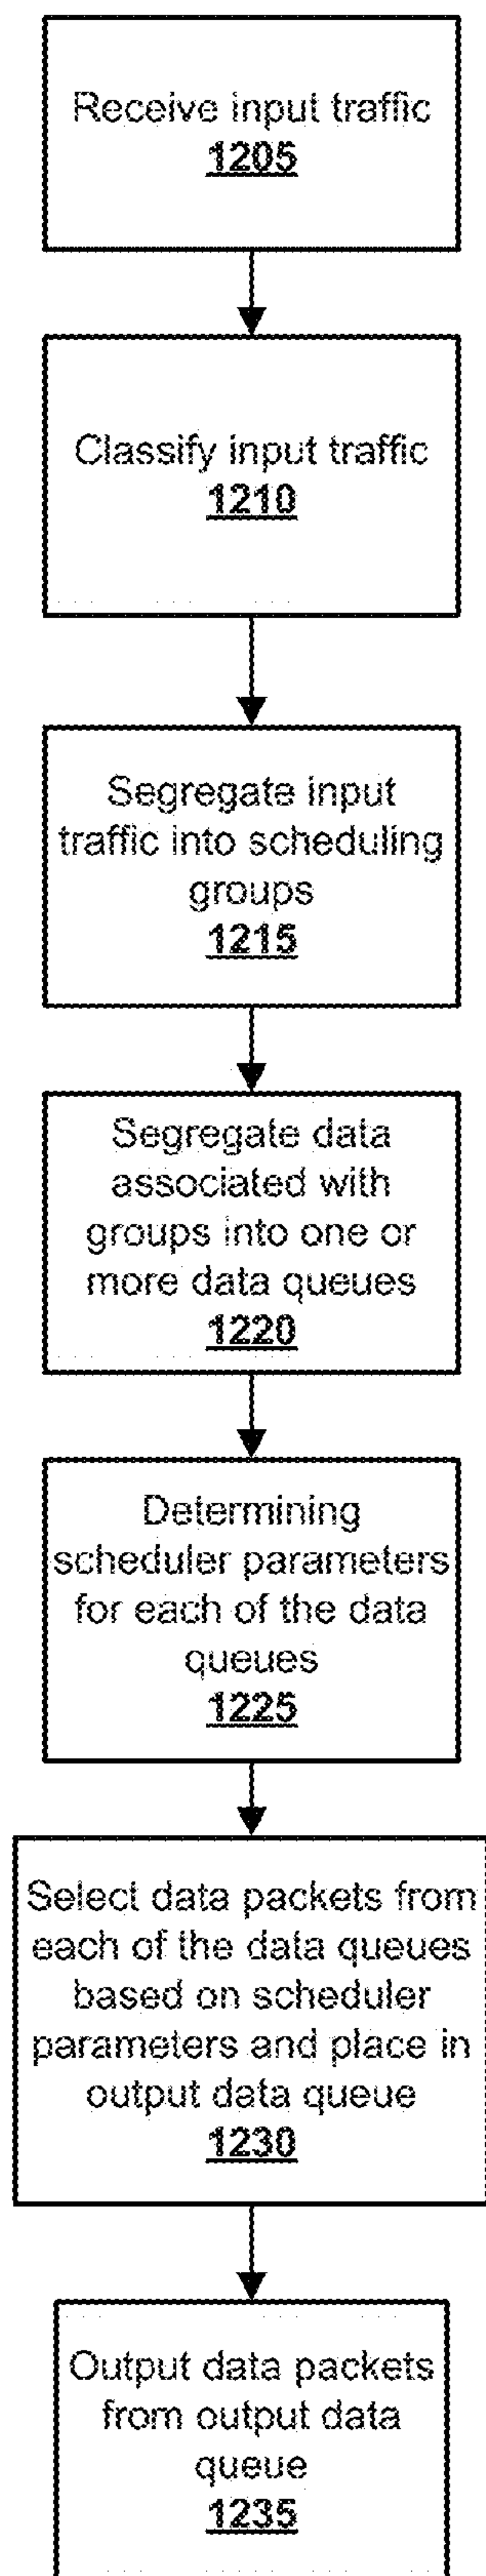 Receive input traffic
1205
Classify input traffic
1210
Segregate input
traffic into scheduling
groups
1215
Segregate data
associated with
groups into one or
more data queues
1220
Determining
scheduler parameters
for each of the data
queues
1225
Select data packets from
each of the data queues
based on scheduler
parameters and place in
output data queue
1230
Output data packets
from output data
queue
1235